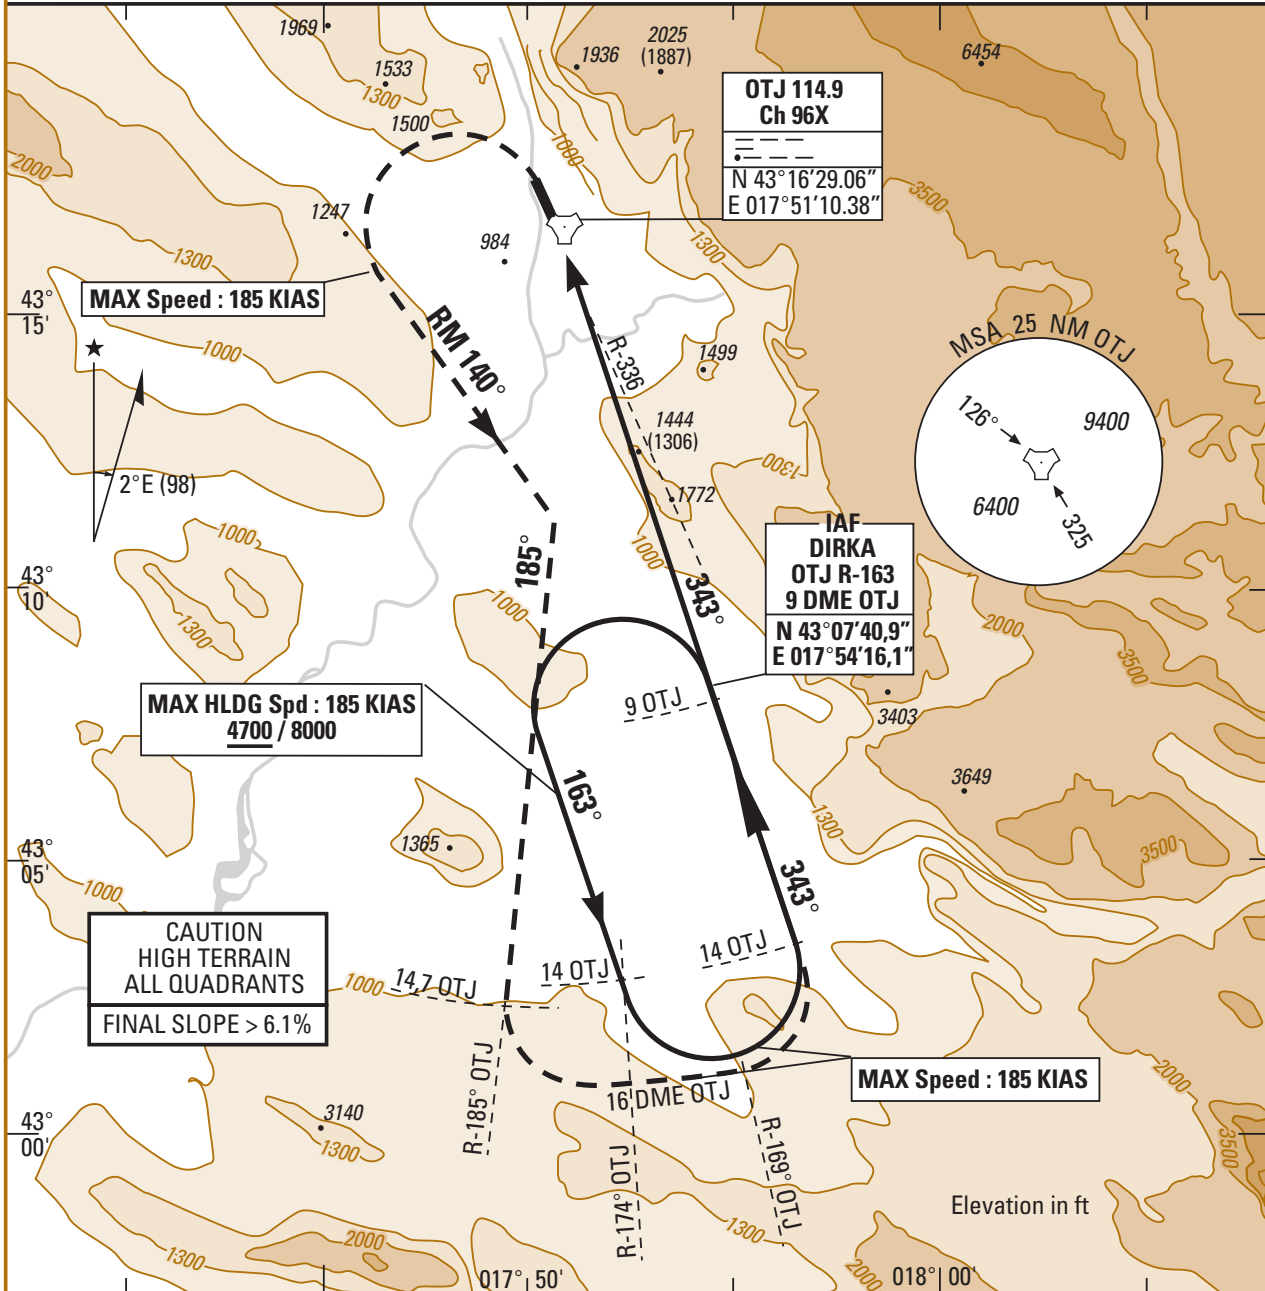 1969
1533
1300
1500
1936
2025
(1887)
6454
OTJ 114.9
Ch 96X
N 43°16'29.06"
E 017°51'10.38"
1000
2000
3500
1247
984
1300
1300
MAX Speed : 185 KIAS
43°
15'
1000
RM 140°
R-336
1499
MSA 25 NM OTJ
126°
9400
6400
325
1444
(1306)
1300
1772
2°E (98)
1000
1000
IAF
DIRKA
OTJ R-163
9 DME OTJ
N 43°07'40,9"
E 017°54'16,1"
43°
10'
185°
343°
1000
1300
2000
3500
MAX HLDG Spd : 185 KIAS
4700 / 8000
9 OTJ
3403
163°
3649
1300
3500
1365
43°
05'
1000
343°
CAUTION
HIGH TERRAIN
ALL QUADRANTS
FINAL SLOPE > 6.1%
1000
14,7 OTJ
14 OTJ
14 OTJ
MAX Speed : 185 KIAS
2000
16 DME OTJ
R-185° OTJ
R-174° OTJ
R-169° OTJ
43°
00'
3140
1300
3500
Elevation in ft
1300
1300
2000
2000
017° 50'
018° 00'